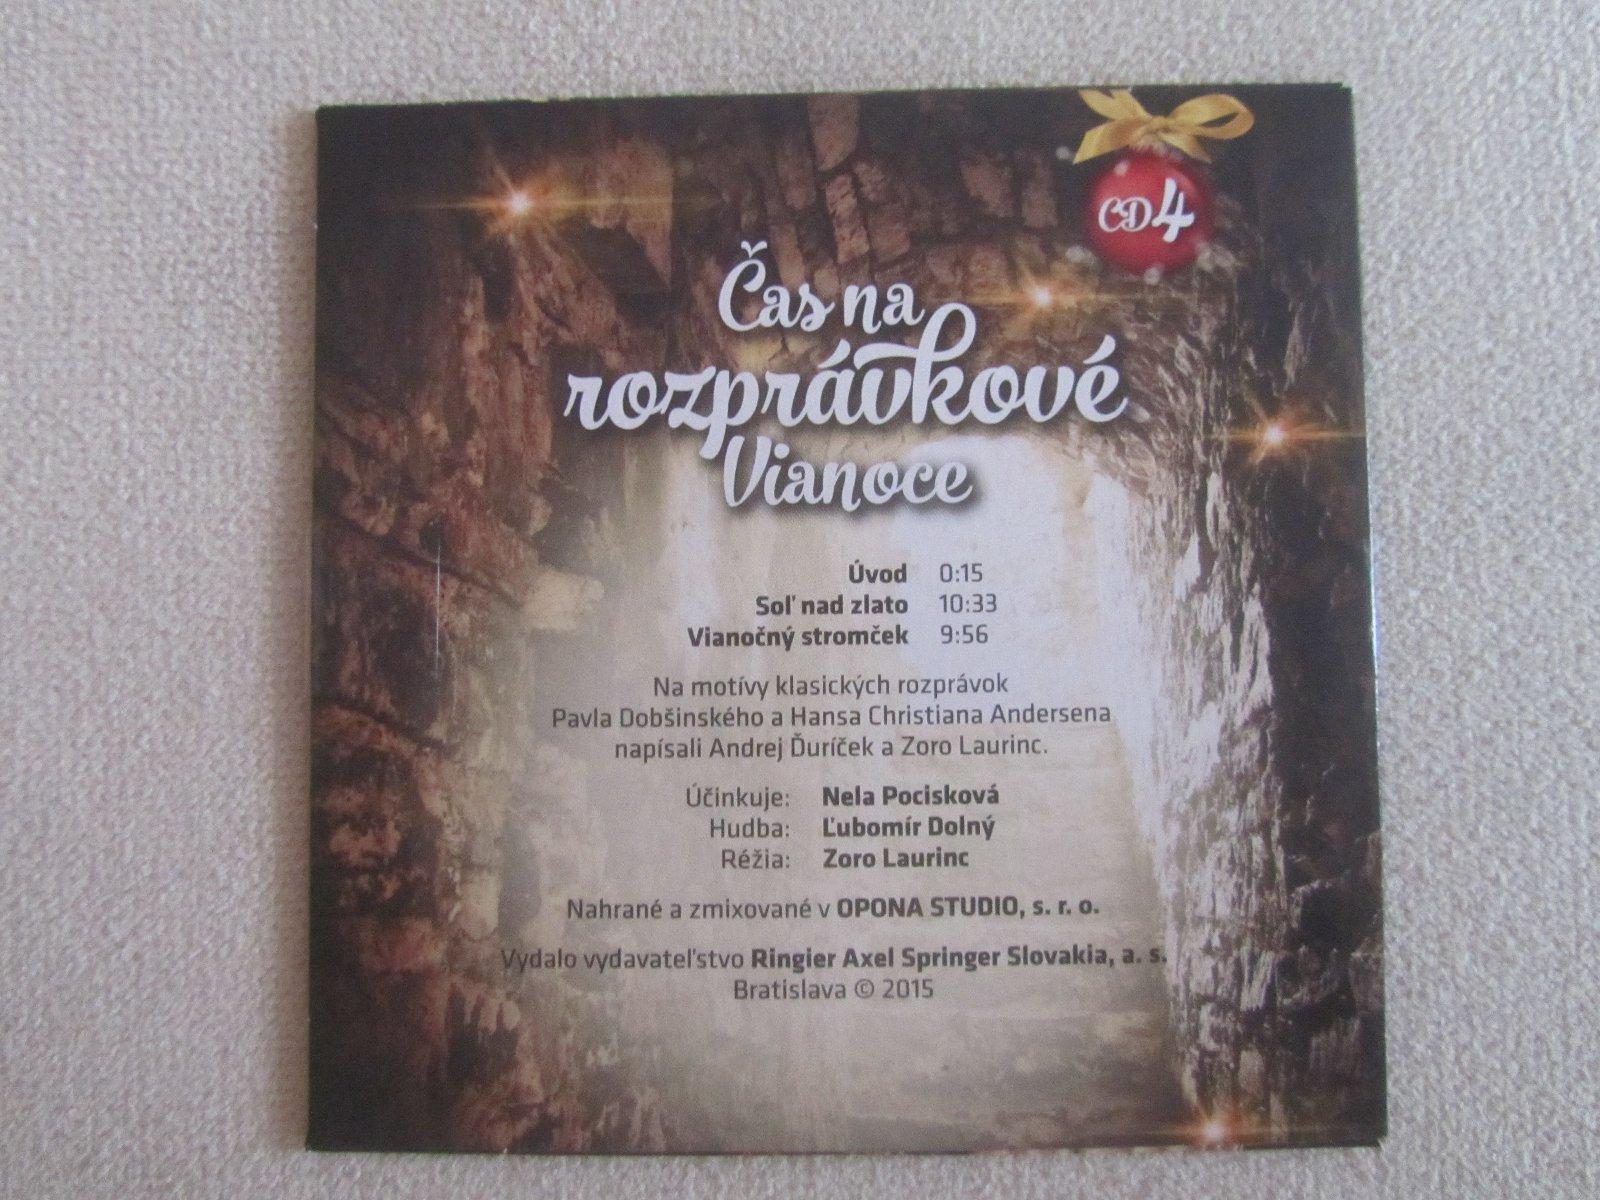 CD4
Čas na
rozprávkové
Vianoce
Úvod 0:15
Soľ nad zlato 10:33
Vianočný stromček 9:56
Na motívy klasických rozprávok
Pavla Dobšinského a Hansa Christiana Andersena
napísali Andrej Ďuríček a Zoro Laurinc.
Účinkuje: Nela Pocisková
Hudba: Ľubomír Dolný
Réžia: Zoro Laurinc
Nahrané a zmixované v OPONA STUDIO, s. r. o.
Vydalo vydavateľstvo Ringier Axel Springer Slovakia, a. s.
Bratislava © 2015